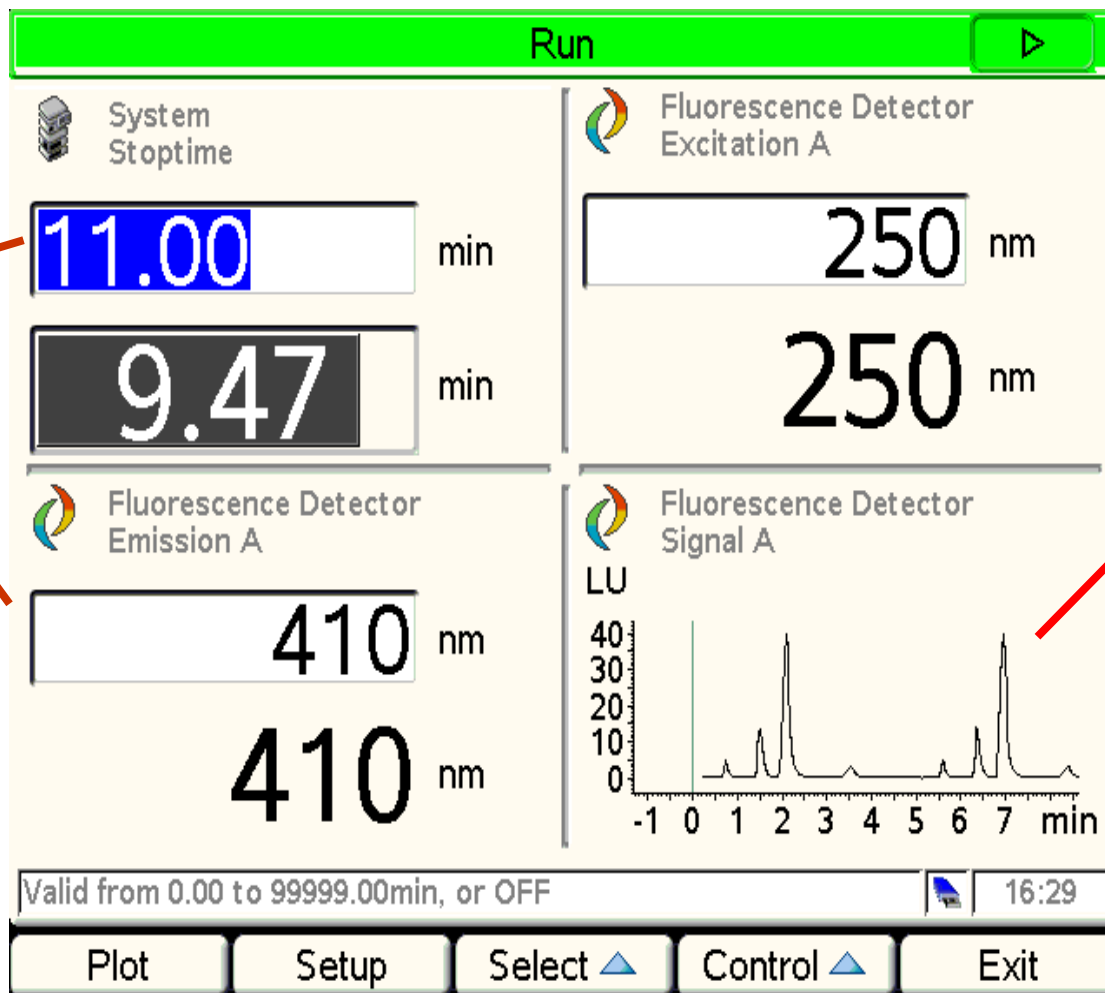 Run
System
Stoptime
11.00 min
9.47 min
Fluorescence Detector
Excitation A
250 nm
250 nm
Fluorescence Detector
Emission A
410 nm
410 nm
Fluorescence Detector
Signal A
LU
40
30
20
10
0
-1 0 1 2 3 4 5 6 7 min
Valid from 0.00 to 99999.00min, or OFF 16:29
Plot Setup Select Control Exit